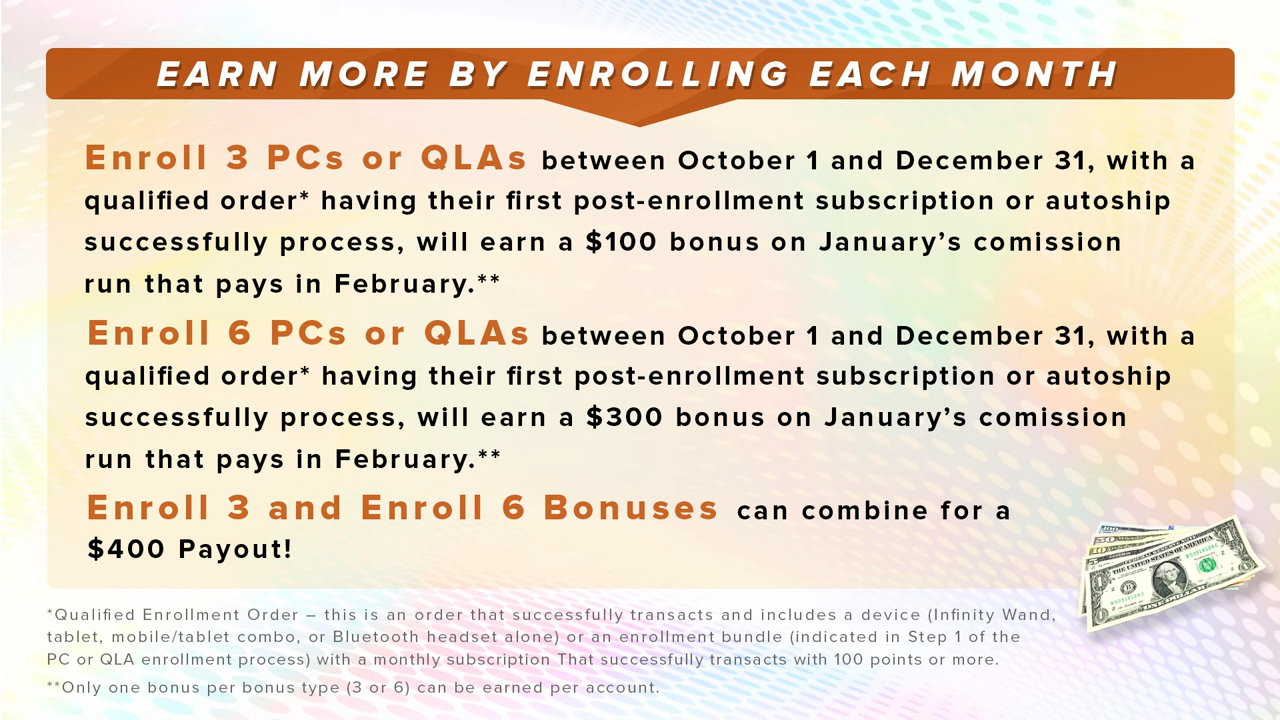 EARN MORE BY ENROLLING EACH MONTH
Enroll 3 PCs or QLAs between October 1 and December 31, with a
qualified order* having their first post-enrollment subscription or autoship
successfully process, will earn a $100 bonus on January’s comission
run that pays in February.**
Enroll 6 PCs or QLAs between October 1 and December 31, with a
qualified order* having their first post-enrollment subscription or autoship
successfully process, will earn a $300 bonus on January’s comission
run that pays in February.**
Enroll 3 and Enroll 6 Bonuses can combine for a
$400 Payout!
*Qualified Enrollment Order – this is an order that successfully transacts and includes a device (Infinity Wand,
tablet, mobile/tablet combo, or Bluetooth headset alone) or an enrollment bundle (indicated in Step 1 of the
PC or QLA enrollment process) with a monthly subscription That successfully transacts with 100 points or more.
**Only one bonus per bonus type (3 or 6) can be earned per account.
THE UNITED STATES OF AMERICA